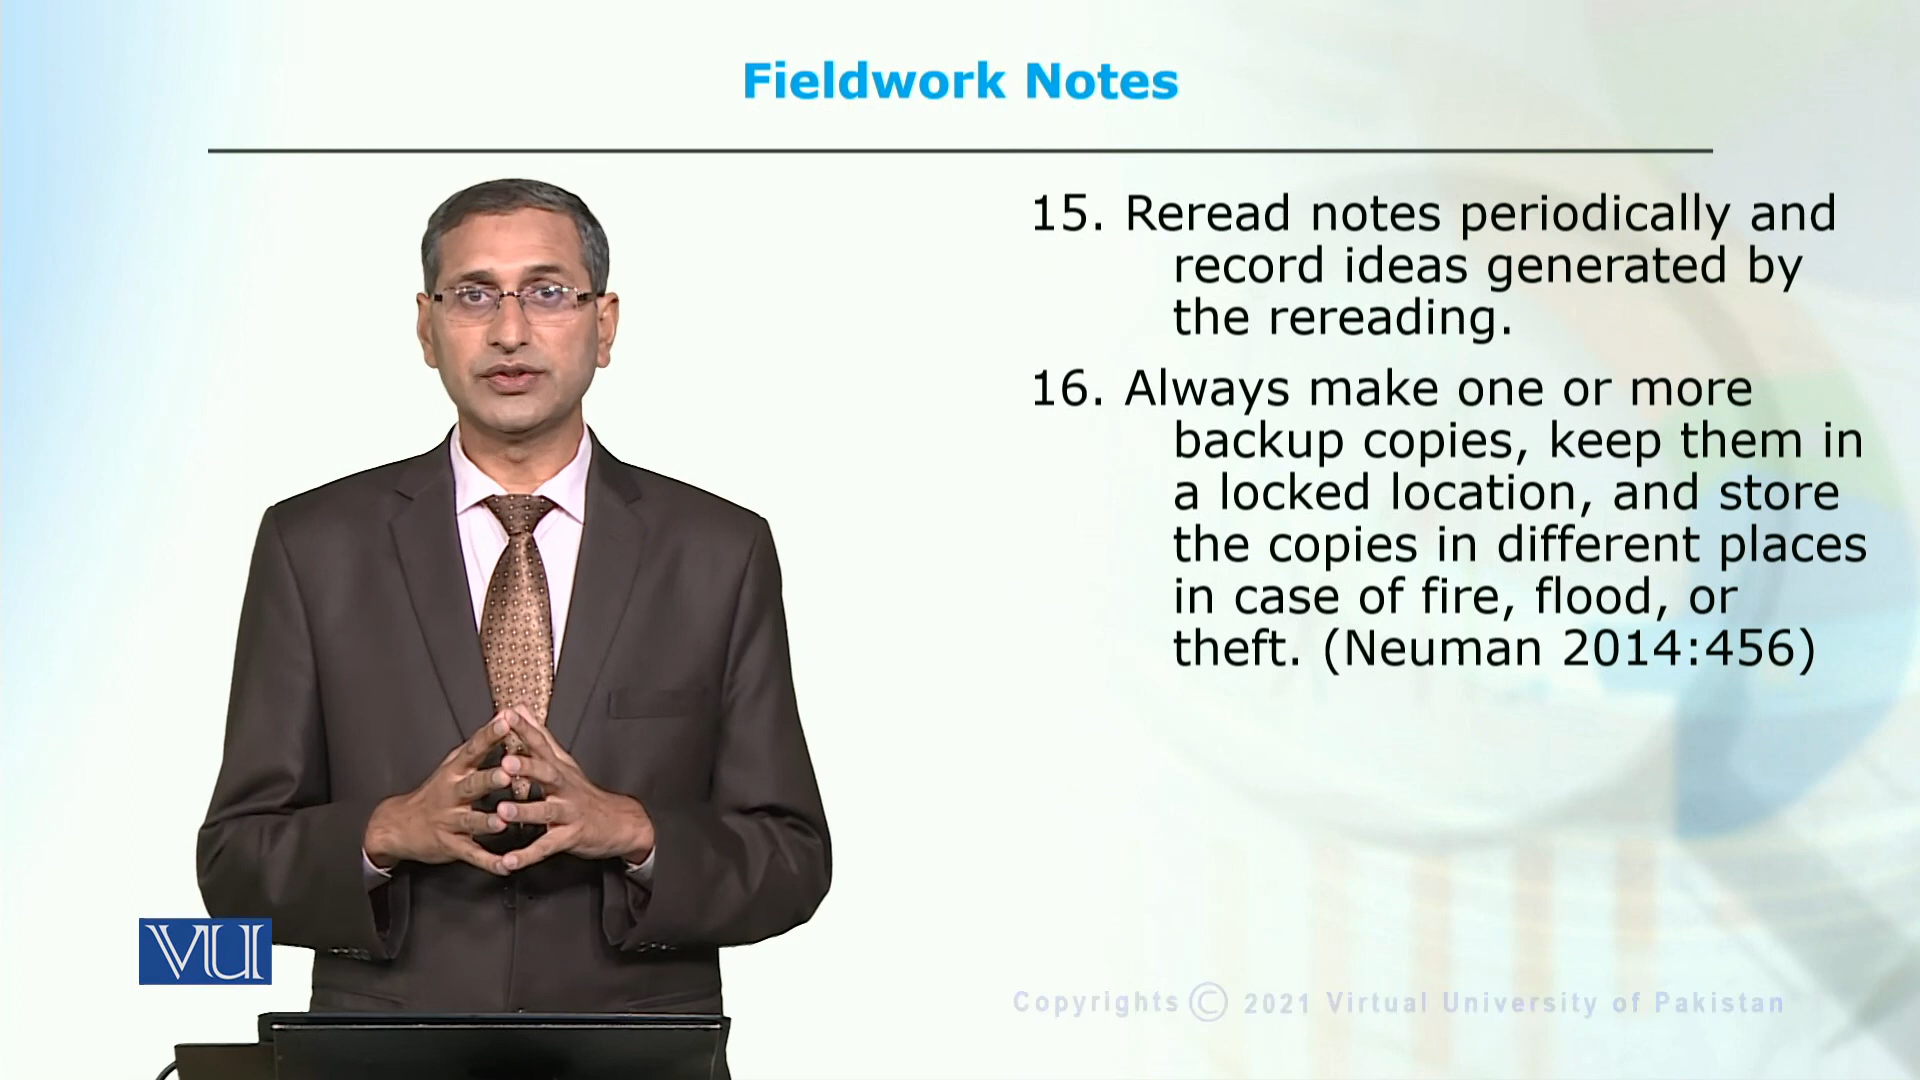 Fieldwork Notes
15. Reread notes periodically and
record ideas generated by
the rereading.
16. Always make one or more
backup copies, keep them in
a locked location, and store
the copies in different places
in case of fire, flood, or
theft. (Neuman 2014:456)
VU
Copyrights © 2021 Virtual University of Pakistan